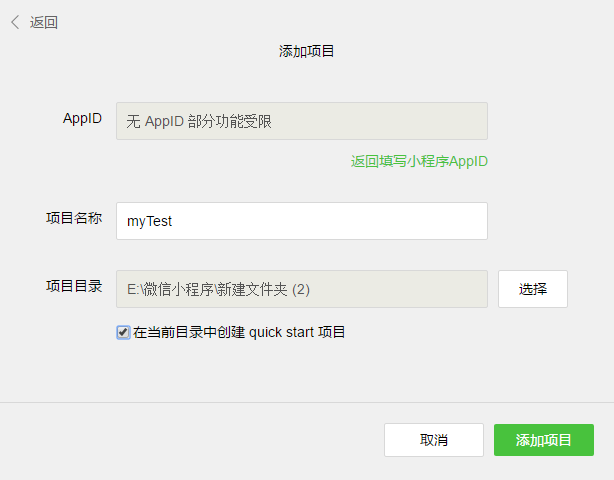 返回
添加项目
AppID
无 AppID 部分功能受限
返回填写小程序AppID
项目名称
myTest
项目目录
E:\微信小程序\新建文件夹 (2)
选择
在当前目录中创建 quick start 项目
取消
添加项目